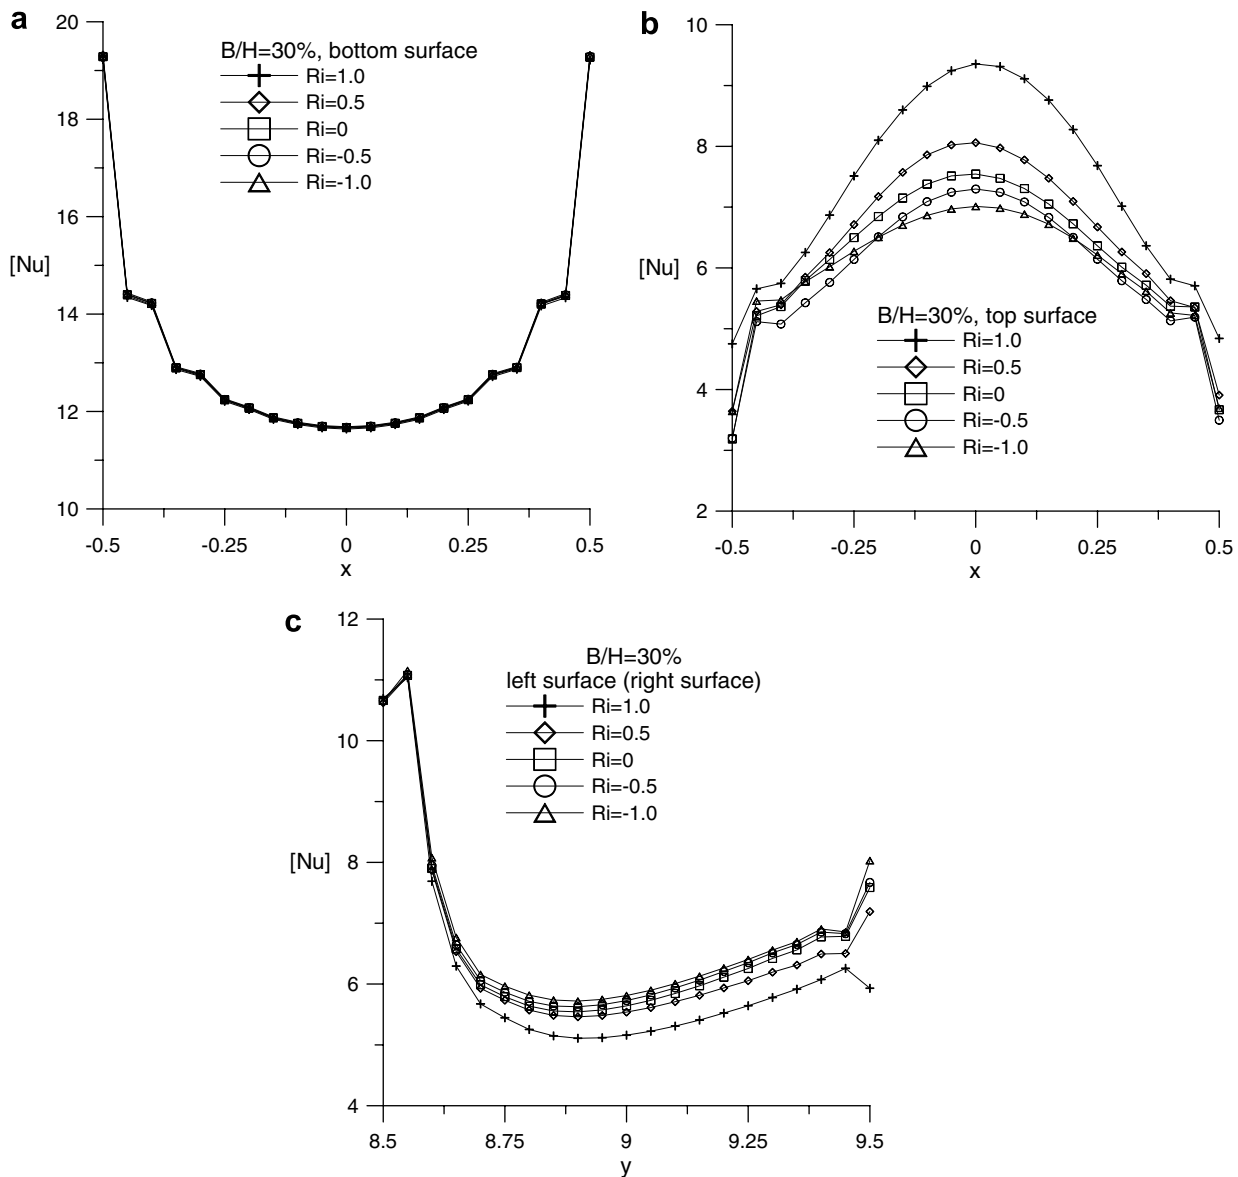 a
B/H=30%, bottom surface
Ri=1.0
Ri=0.5
Ri=0
Ri=-0.5
Ri=-1.0
20
18
16
14
12
10
[Nu]
-0.5
-0.25
0
0.25
0.5
x
b
B/H=30%, top surface
Ri=1.0
Ri=0.5
Ri=0
Ri=-0.5
Ri=-1.0
10
8
6
4
2
[Nu]
-0.5
-0.25
0
0.25
0.5
x
c
B/H=30%
left surface (right surface)
Ri=1.0
Ri=0.5
Ri=0
Ri=-0.5
Ri=-1.0
12
10
8
6
4
[Nu]
8.5
8.75
9
9.25
9.5
y